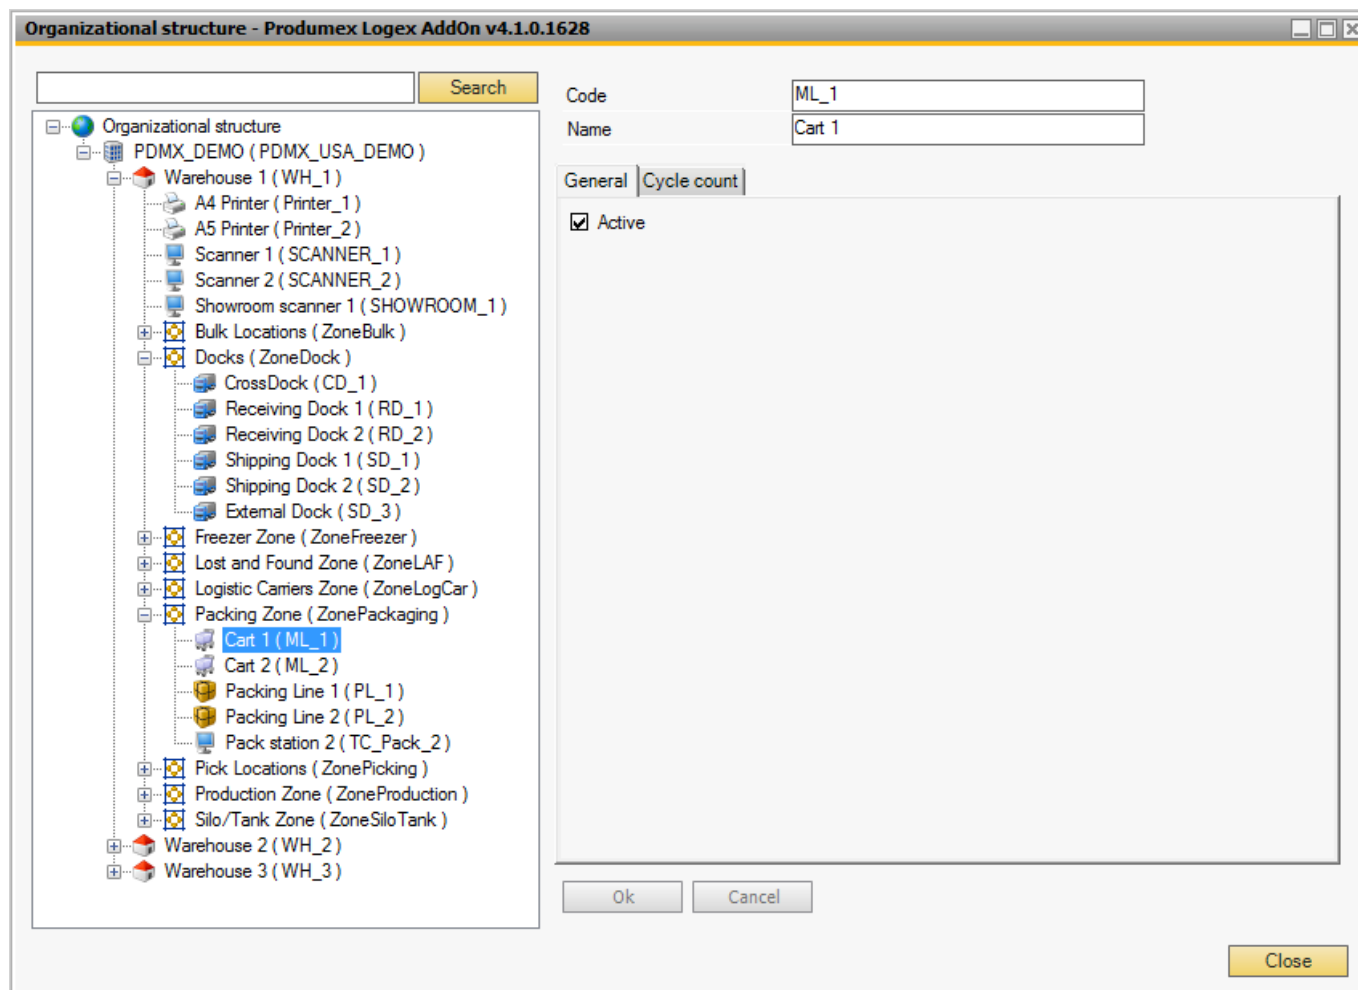 Organizational structure - Produmex Logex AddOn v4.1.0.1628
Search
Organizational structure
PDMX_DEMO ( PDMX_USA_DEMO )
Warehouse 1 ( WH_1 )
A4 Printer ( Printer_1 )
A5 Printer ( Printer_2 )
Scanner 1 ( SCANNER_1 )
Scanner 2 ( SCANNER_2 )
Showroom scanner 1 ( SHOWROOM_1 )
Bulk Locations ( ZoneBulk )
Docks ( ZoneDock )
CrossDock ( CD_1 )
Receiving Dock 1 ( RD_1 )
Receiving Dock 2 ( RD_2 )
Shipping Dock 1 ( SD_1 )
Shipping Dock 2 ( SD_2 )
External Dock ( SD_3 )
Freezer Zone ( ZoneFreezer )
Lost and Found Zone ( ZoneLAF )
Logistic Carriers Zone ( ZoneLogCar )
Packing Zone ( ZonePackaging )
Cart 1 ( ML_1 )
Cart 2 ( ML_2 )
Packing Line 1 ( PL_1 )
Packing Line 2 ( PL_2 )
Pack station 2 ( TC_Pack_2 )
Pick Locations ( ZonePicking )
Production Zone ( ZoneProduction )
Silo/Tank Zone ( ZoneSiloTank )
Warehouse 2 ( WH_2 )
Warehouse 3 ( WH_3 )
Code ML_1
Name Cart 1
General Cycle count
Active
Ok Cancel
Close